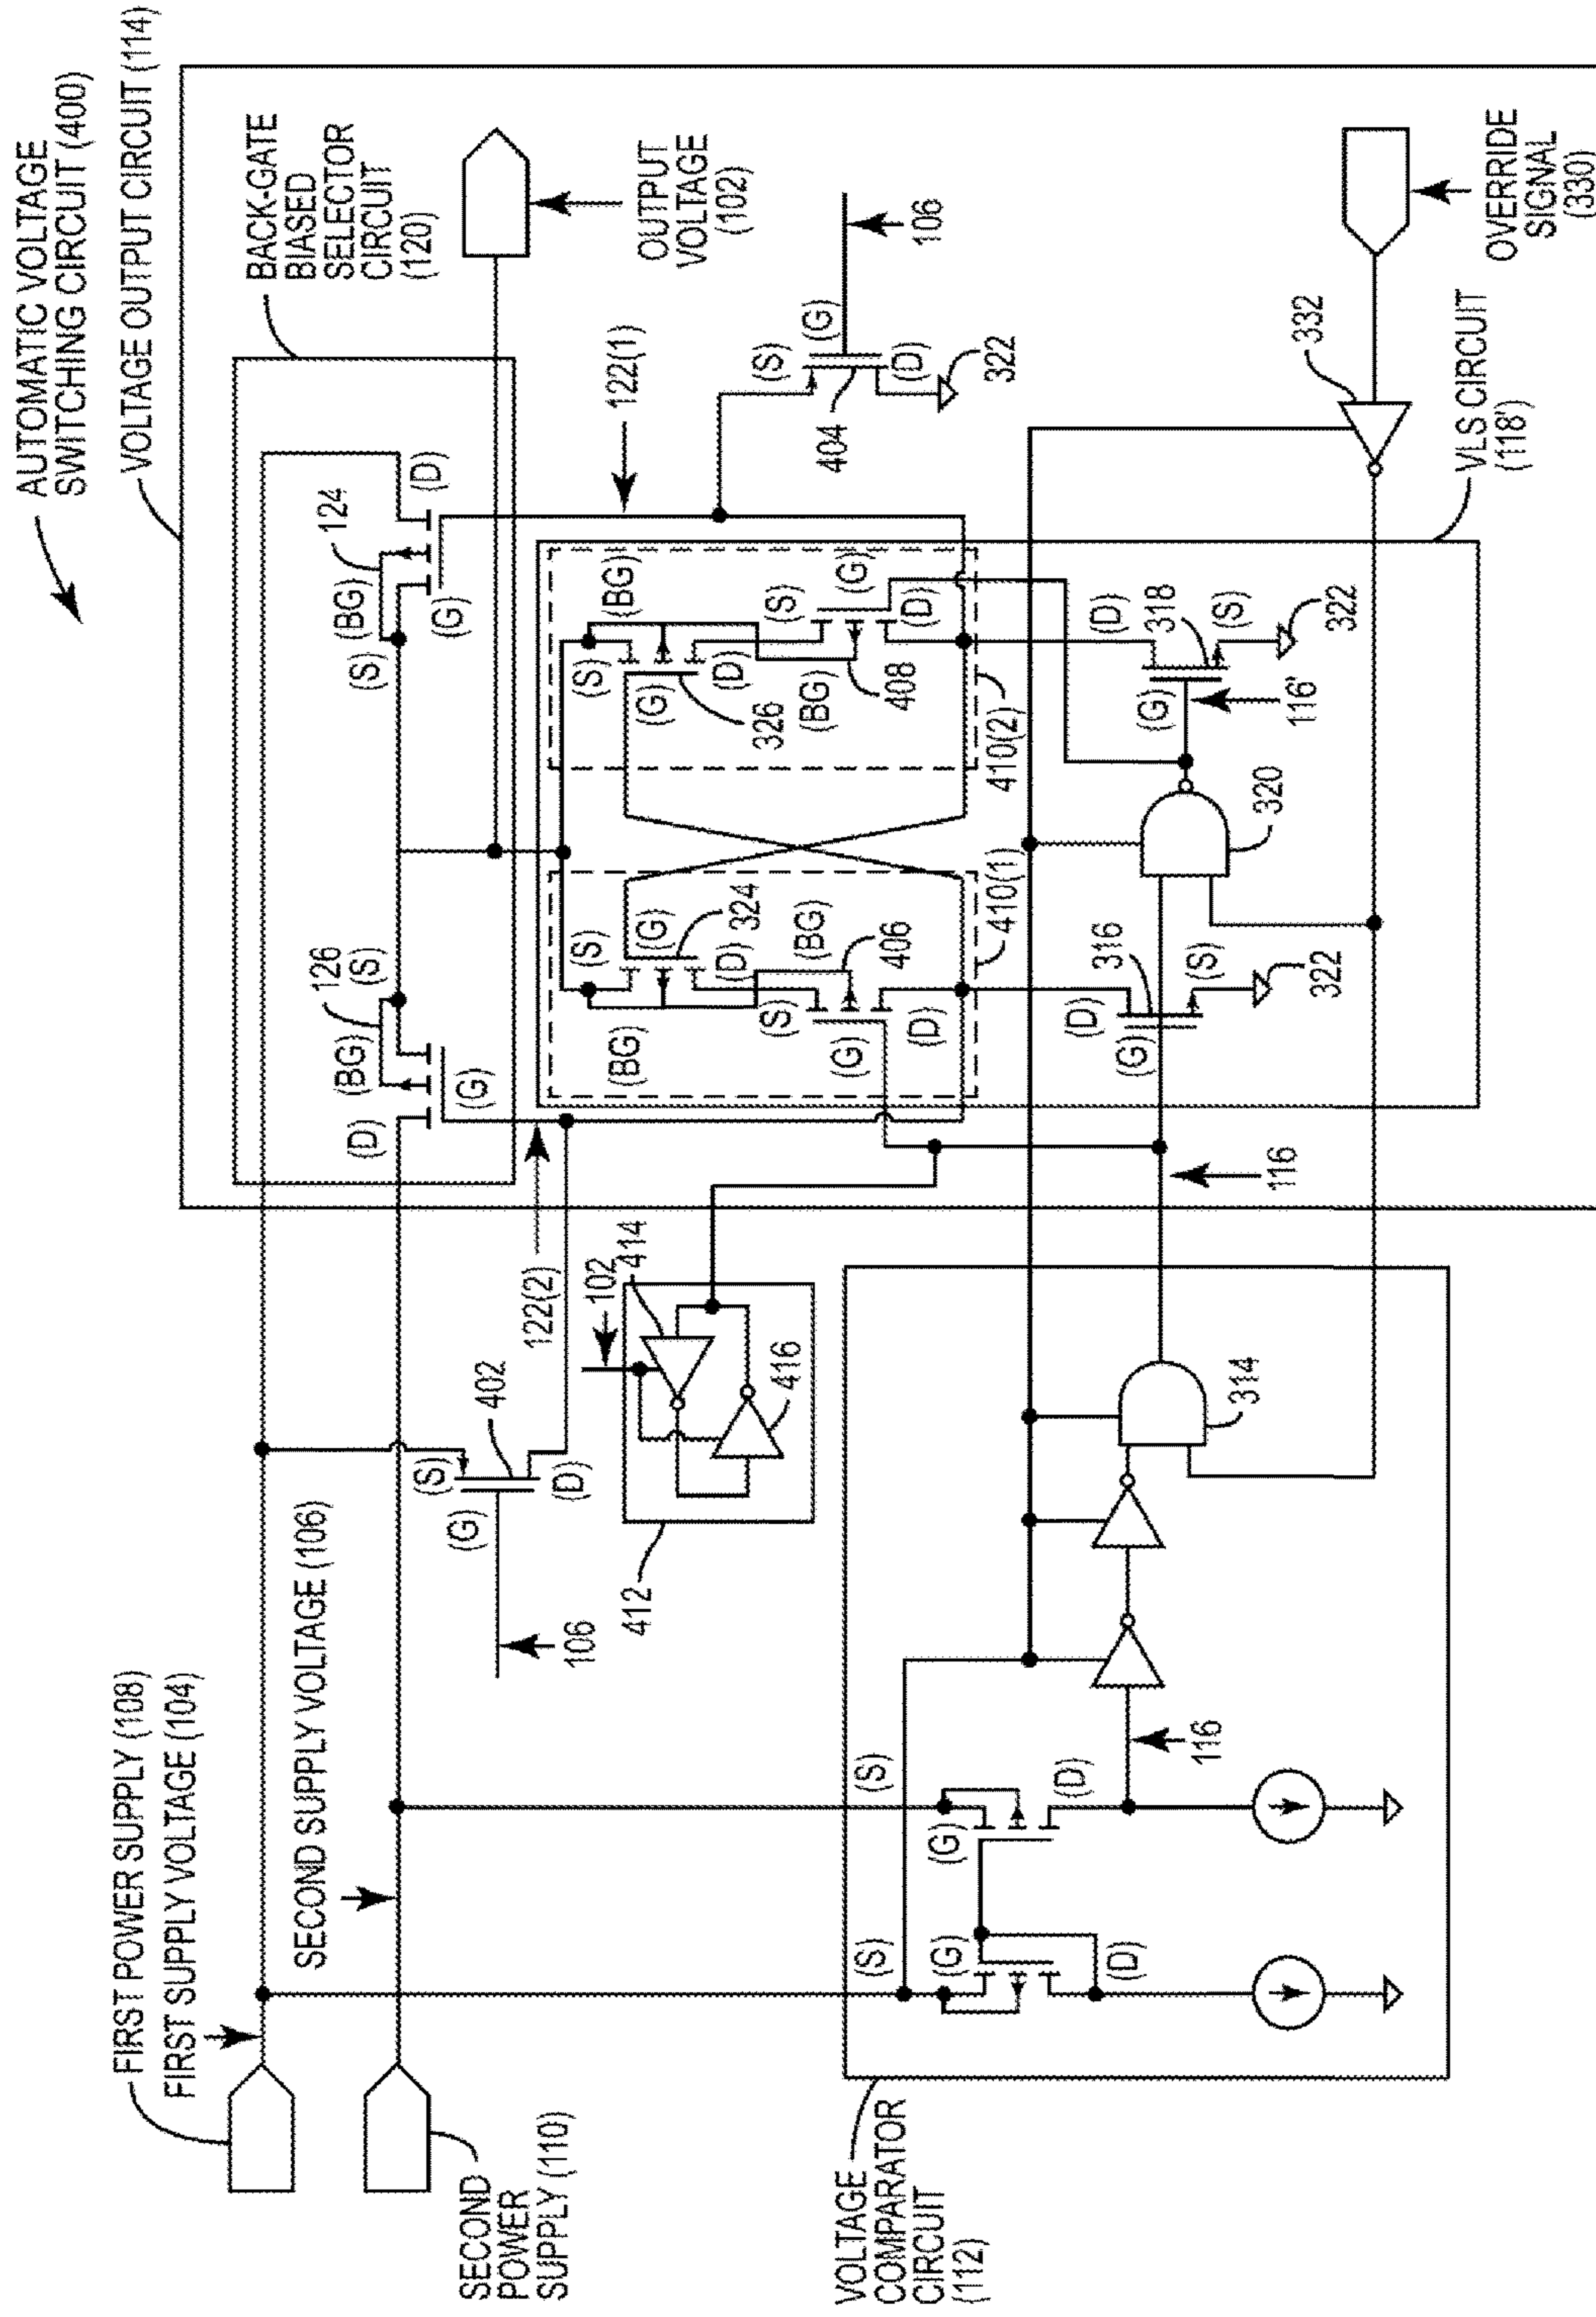 AUTOMATIC VOLTAGE
SWITCHING CIRCUIT (400)
VOLTAGE OUTPUT CIRCUIT (114)
FIRST POWER SUPPLY (108)
FIRST SUPPLY VOLTAGE (104)
SECOND SUPPLY VOLTAGE (106)
SECOND
POWER
SUPPLY (110)
BACK-GATE
BIASED
SELECTOR
CIRCUIT
(120)
OUTPUT
VOLTAGE
(102)
126
(S)
(BG)
(D)
(G)
124
(BG)
(S)
(G)
(D)
402
(S)
(G)
(D)
106
122(2)
122(1)
102
414
416
412
(S)
(G)
324
(D)
(BG)
(BG)
406
(S)
(G)
(D)
410(1)
(S)
(BG)
(G)
326
(D)
(S)
(G)
(BG)
408
(D)
410(2)
(S)
(G)
(D)
404
322
106
VOLTAGE
COMPARATOR
CIRCUIT
(112)
(S)
(G)
(D)
(S)
(G)
(D)
116
314
116
(D)
316
(G)
(S)
322
320
(D)
318
(G)
(S)
116'
322
332
VLS CIRCUIT
(118')
OVERRIDE
SIGNAL
(330)